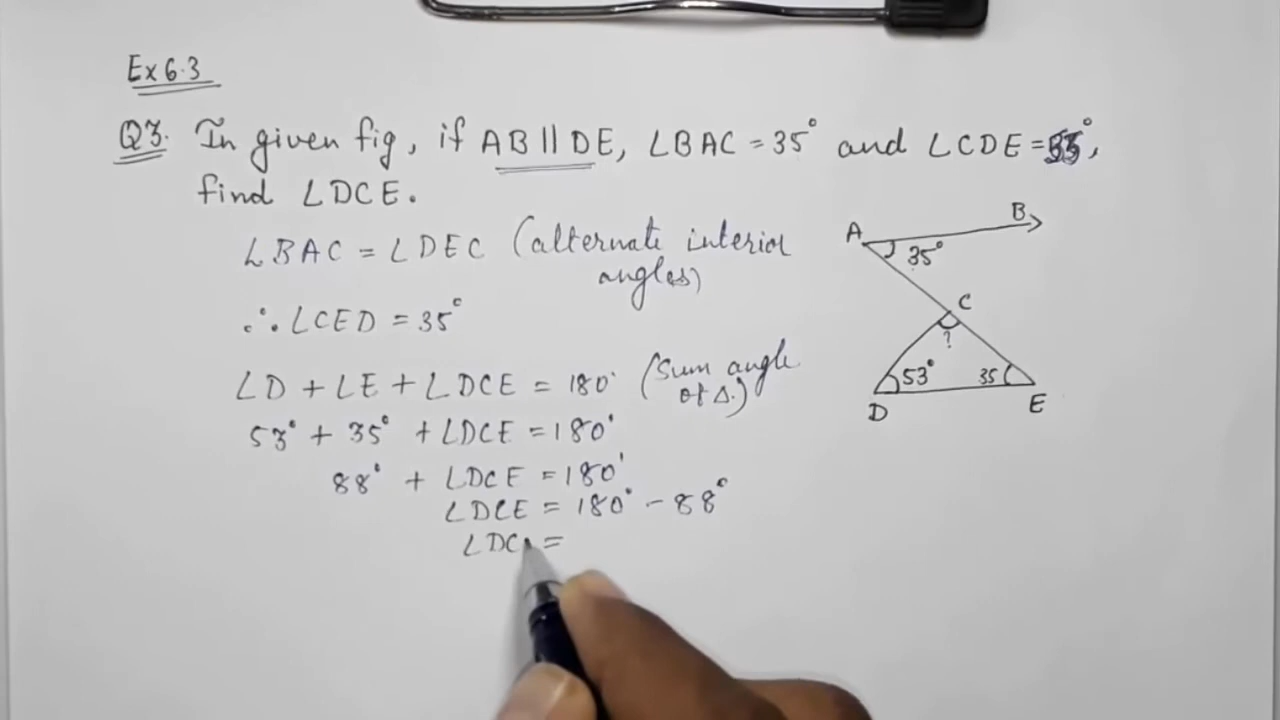 Ex 6.3
Q3. In given fig, if AB || DE, ∠BAC = 35° and ∠CDE = 53°,
find ∠DCE.
∠BAC = ∠DEC (alternate interior
angles)
∴ ∠CED = 35°
∠D + ∠E + ∠DCE = 180° (Sum angle
of Δ.)
53° + 35° + ∠DCE = 180°
88° + ∠DCE = 180°
∠DCE = 180° - 88°
∠DC =
A
B
35°
C
?
53°
35
D
E